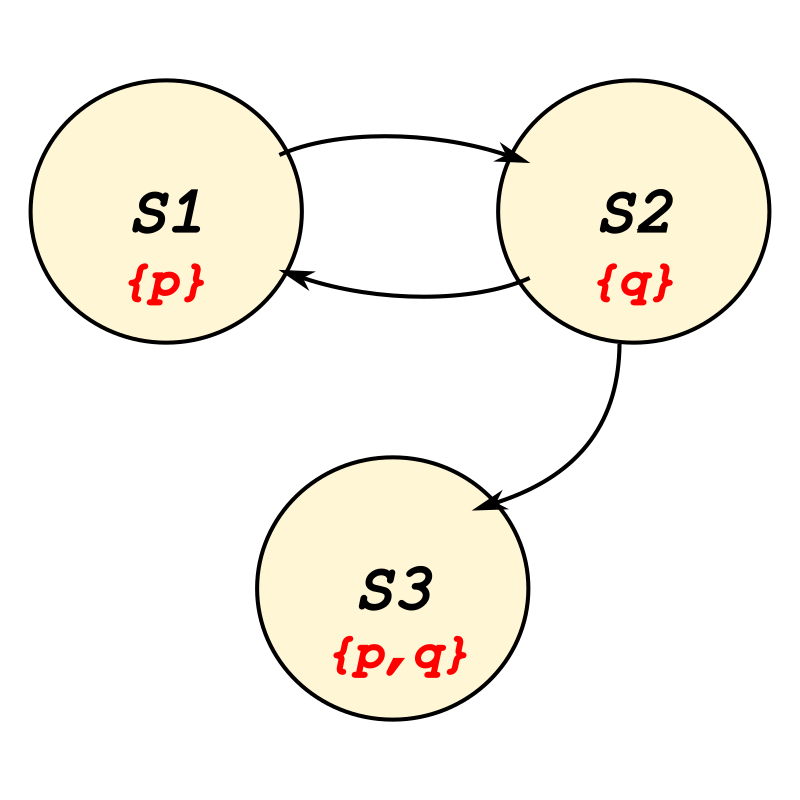 S1
{p}
S2
{q}
S3
{p,q}